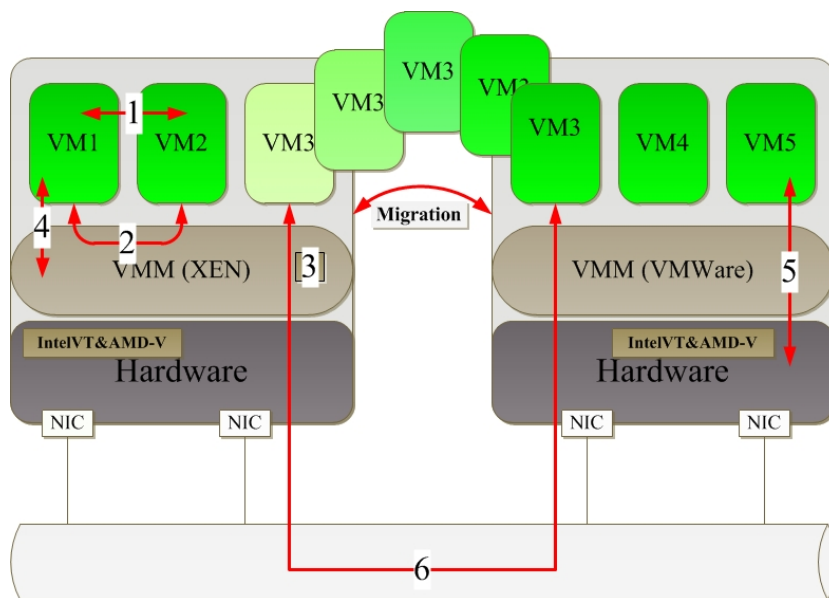 VM3
VM3
VM3
VM3
VM1
1
VM2
VM3
VM3
VM4
VM5
Migration
4
2
VMM (XEN)
[3]
VMM (VMWare)
5
IntelVT&AMD-V
IntelVT&AMD-V
Hardware
Hardware
NIC
NIC
NIC
NIC
6